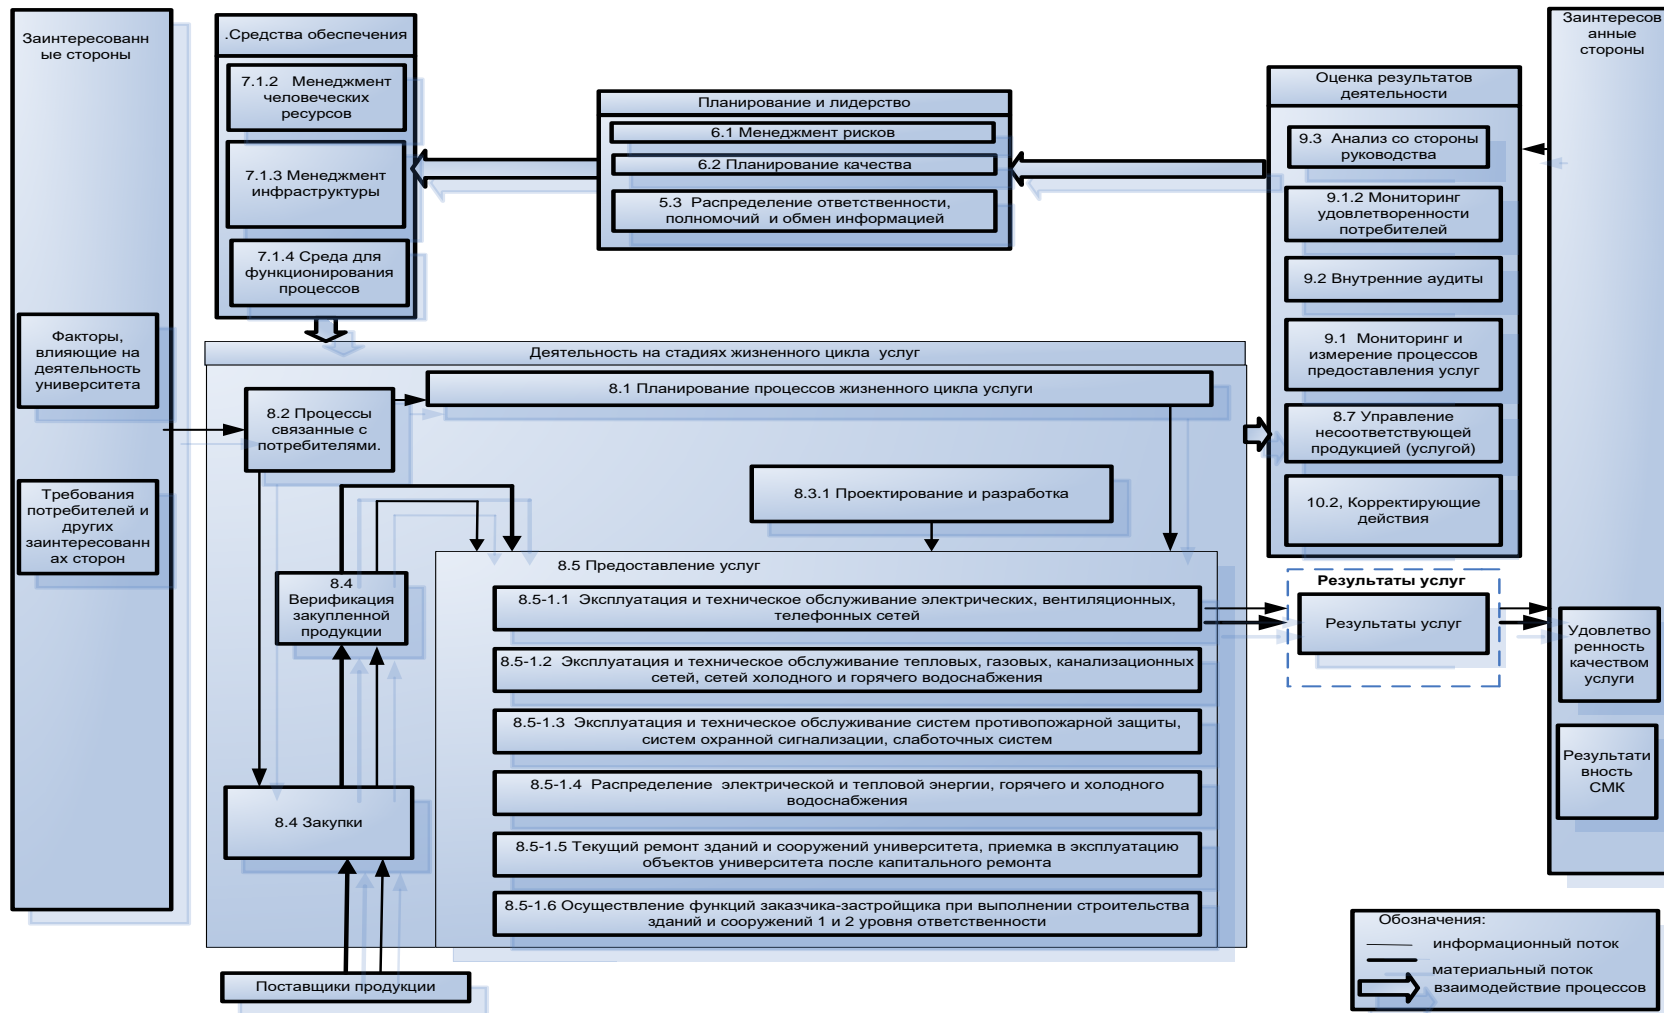 Заинтересованн
ые стороны
Факторы,
влияющие на
деятельность
университета
Требования
потребителей и
других
заинтересованн
ах сторон
.Средства обеспечения
7.1.2 Менеджмент
человеческих
ресурсов
7.1.3 Менеджмент
инфраструктуры
7.1.4 Среда для
функционирования
процессов
Планирование и лидерство
6.1 Менеджмент рисков
6.2 Планирование качества
5.3 Распределение ответственности,
полномочий и обмен информацией
Оценка результатов
деятельности
9.3 Анализ со стороны
руководства
9.1.2 Мониторинг
удовлетворенности
потребителей
9.2 Внутренние аудиты
9.1 Мониторинг и
измерение процессов
предоставления услуг
8.7 Управление
несоответствующей
продукцией (услугой)
10.2, Корректирующие
действия
Заинтересов
анные
стороны
Деятельность на стадиях жизненного цикла услуг
8.1 Планирование процессов жизненного цикла услуги
8.2 Процессы
связанные с
потребителями.
8.3.1 Проектирование и разработка
8.4
Верификация
закупленной
продукции
8.4 Закупки
8.5 Предоставление услуг
8.5-1.1 Эксплуатация и техническое обслуживание электрических, вентиляционных,
телефонных сетей
8.5-1.2 Эксплуатация и техническое обслуживание тепловых, газовых, канализационных
сетей, сетей холодного и горячего водоснабжения
8.5-1.3 Эксплуатация и техническое обслуживание систем противопожарной защиты,
систем охранной сигнализации, слаботочных систем
8.5-1.4 Распределение электрической и тепловой энергии, горячего и холодного
водоснабжения
8.5-1.5 Текущий ремонт зданий и сооружений университета, приемка в эксплуатацию
объектов университета после капитального ремонта
8.5-1.6 Осуществление функций заказчика-застройщика при выполнении строительства
зданий и сооружений 1 и 2 уровня ответственности
Поставщики продукции
Результаты услуг
Результаты услуг
Удовлетво
ренность
качеством
услуги
Результати
вность
СМК
Обозначения:
информационный поток
материальный поток
взаимодействие процессов